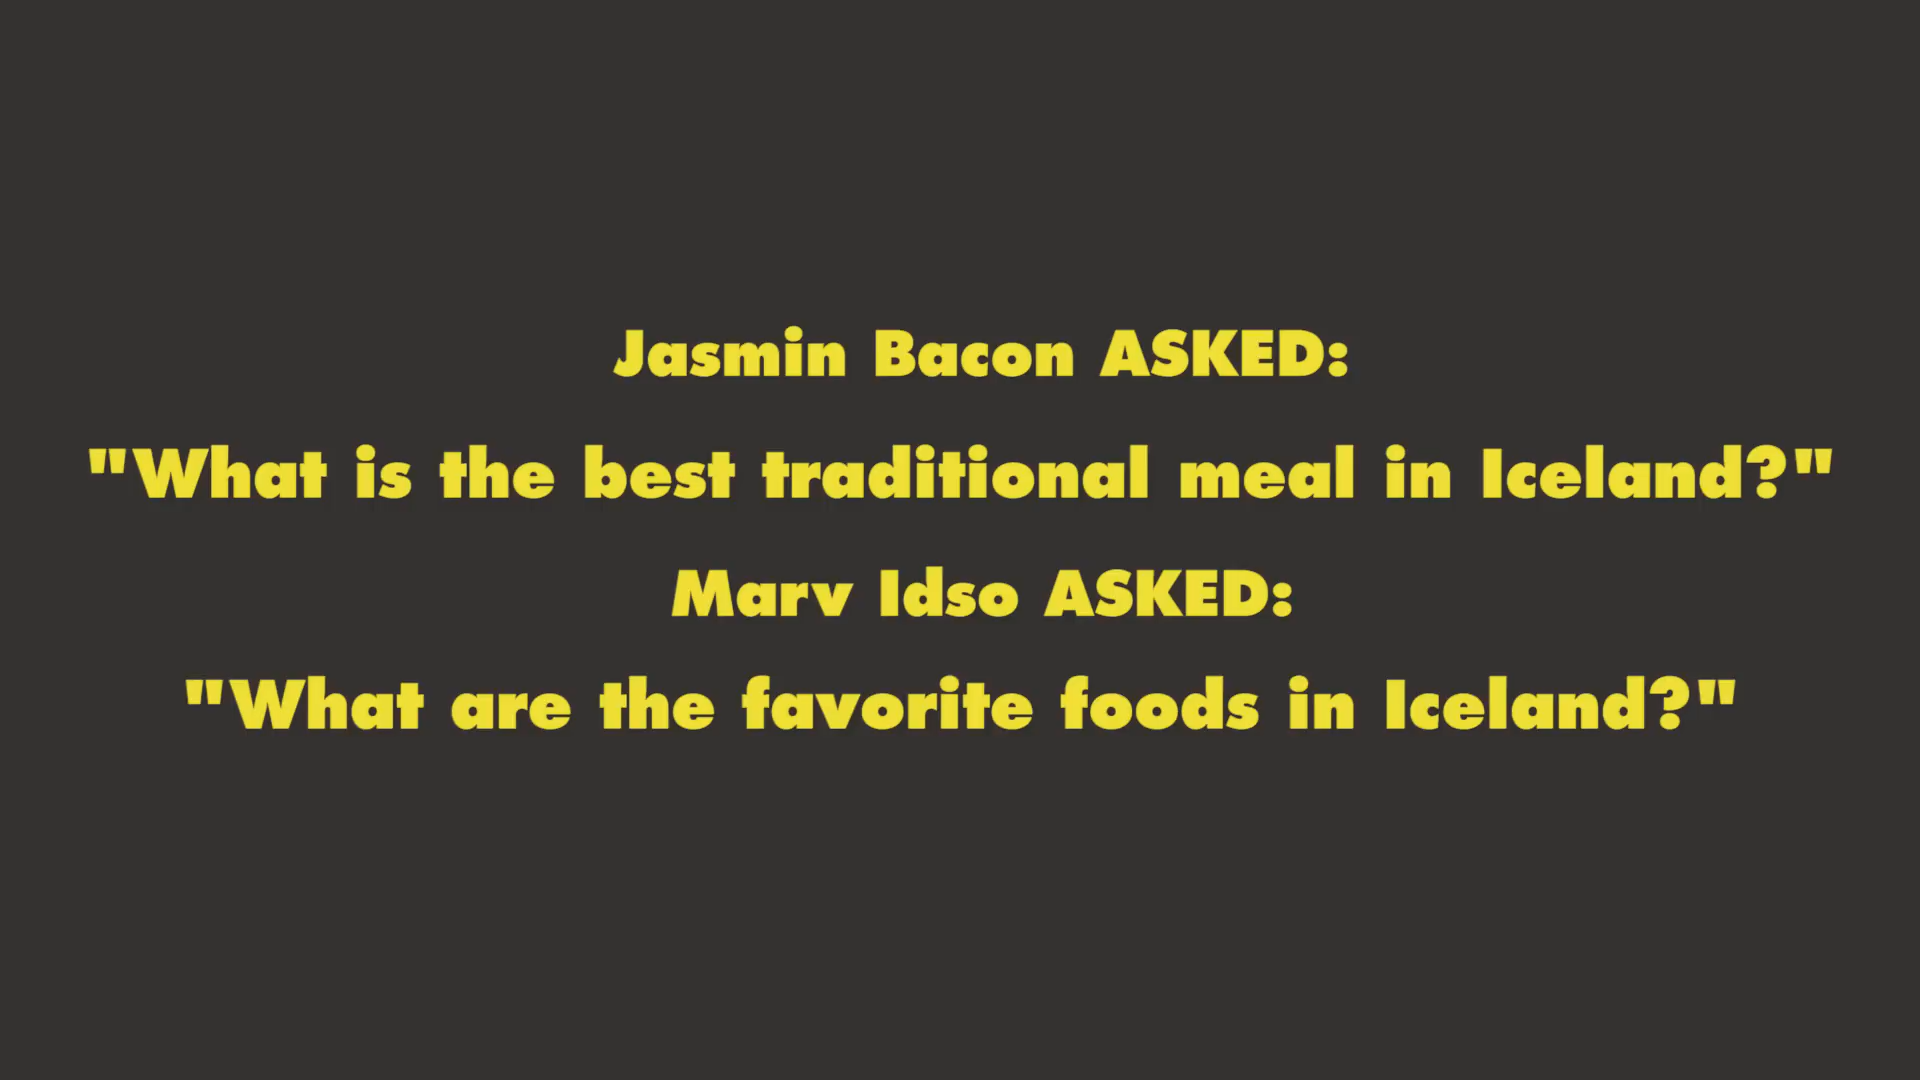 Jasmin Bacon ASKED:
"What is the best traditional meal in Iceland?"
Marv Idso ASKED:
"What are the favorite foods in Iceland?"